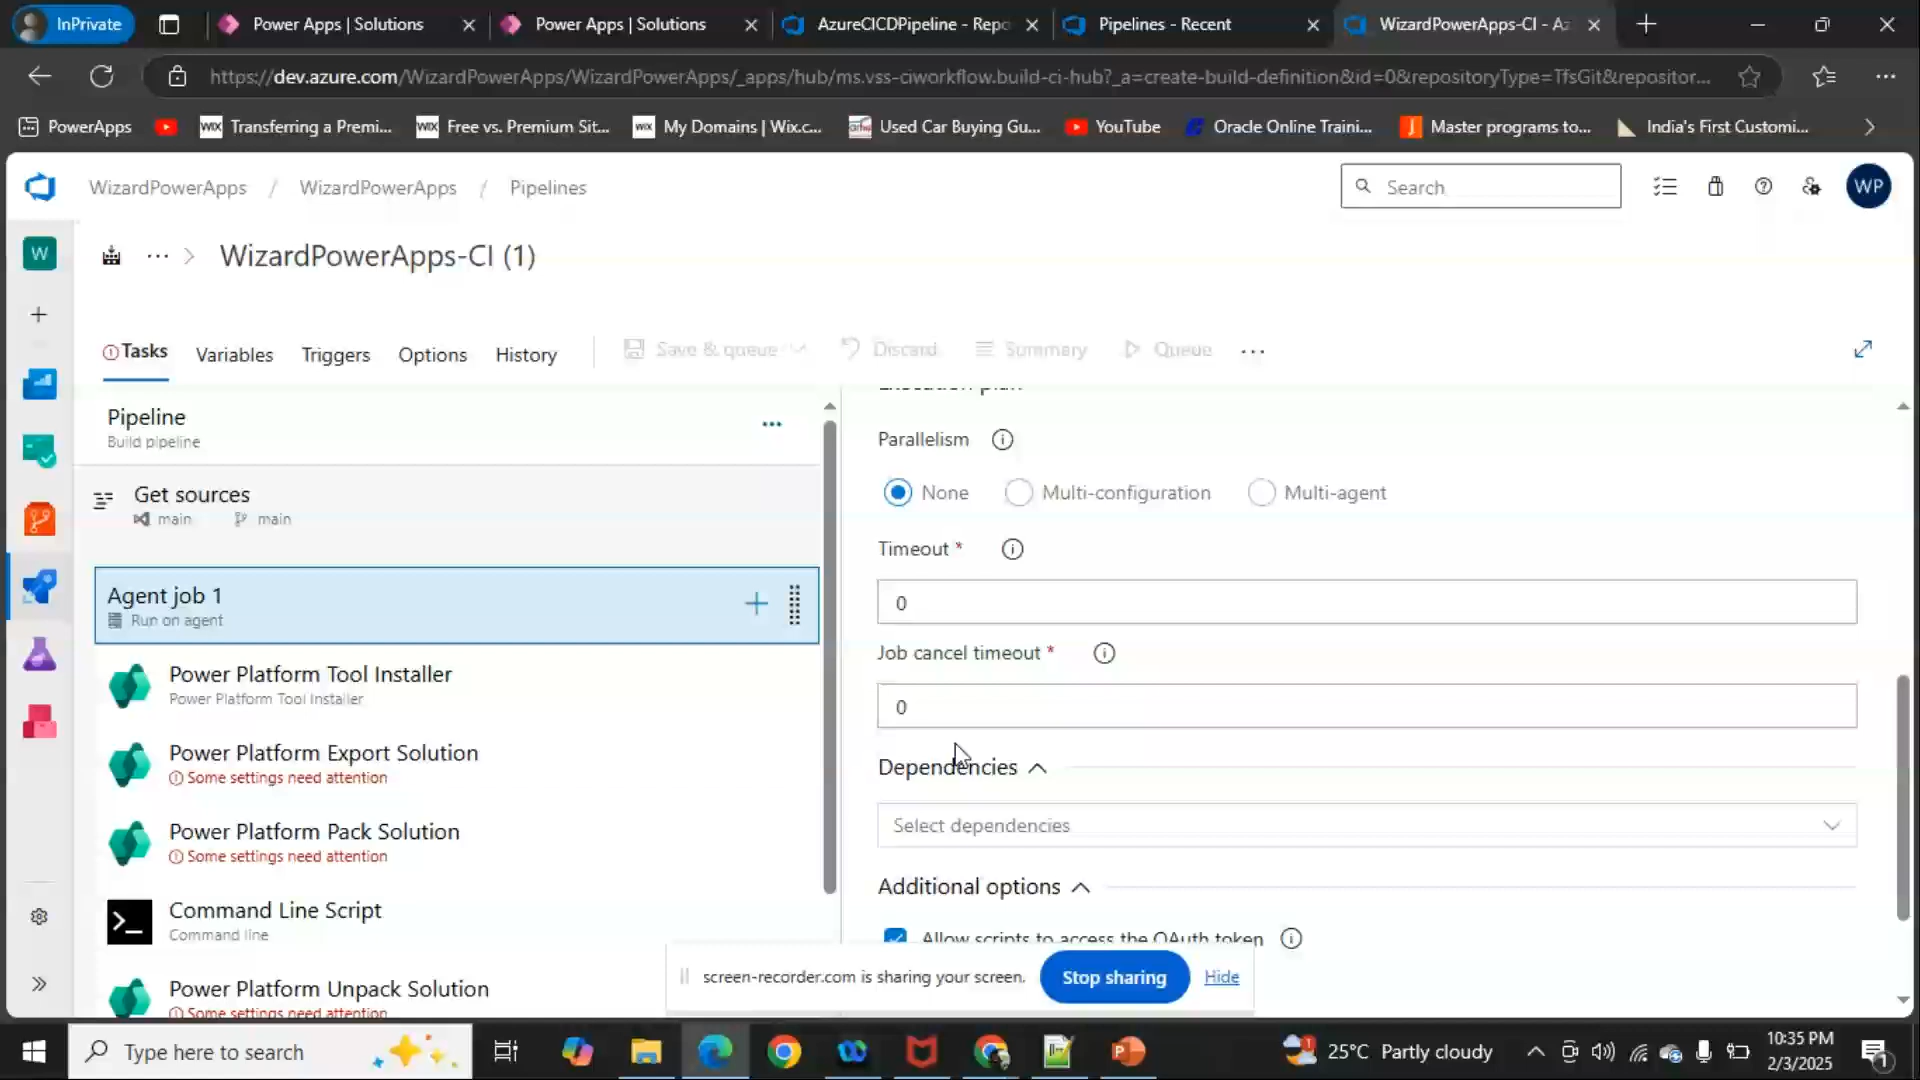 InPrivate
Power Apps | Solutions
Power Apps | Solutions
AzureCICDPipeline - Repo
Pipelines - Recent
WizardPowerApps-CI - Az
https://dev.azure.com/WizardPowerApps/WizardPowerApps/_apps/hub/ms.vss-ciworkflow.build-ci-hub?_a=create-build-definition&id=0&repositoryType=TfsGit&repositor...
PowerApps
WIX Transferring a Premi...
WIX Free vs. Premium Sit...
WIX My Domains | Wix.c...
Used Car Buying Gu...
YouTube
Oracle Online Traini...
Master programs to...
India's First Customi...
WizardPowerApps / WizardPowerApps / Pipelines
Search
WP
W
... > WizardPowerApps-CI (1)
Tasks
Variables
Triggers
Options
History
Save & queue
Discard
Summary
Queue
...
Pipeline
Build pipeline
...
Get sources
main
main
Agent job 1
Run on agent
Power Platform Tool Installer
Power Platform Tool Installer
Power Platform Export Solution
Some settings need attention
Power Platform Pack Solution
Some settings need attention
Command Line Script
Command line
Power Platform Unpack Solution
Some settings need attention
Execution plan
Parallelism
None
Multi-configuration
Multi-agent
Timeout *
0
Job cancel timeout *
0
Dependencies
Select dependencies
Additional options
Allow scripts to access the OAuth token
screen-recorder.com is sharing your screen.
Stop sharing
Hide
Type here to search
25°C Partly cloudy
10:35 PM
2/3/2025
1